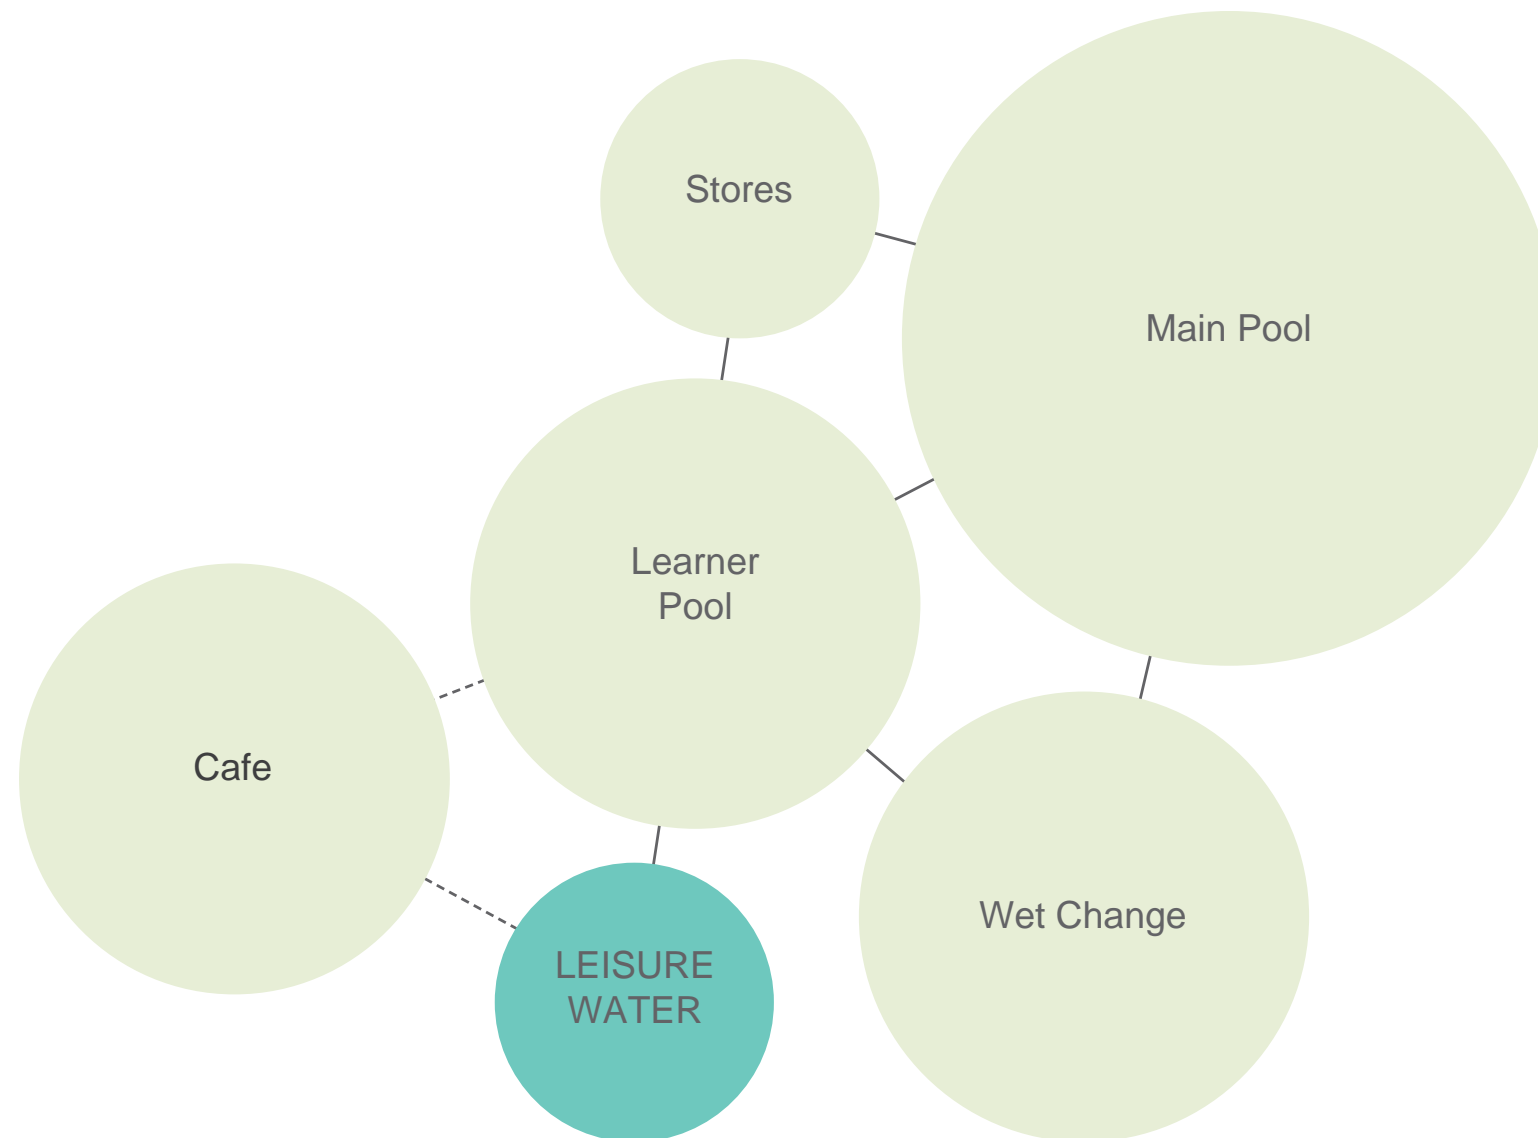 Stores
Main Pool
Learner
Pool
Cafe
Wet Change
LEISURE
WATER